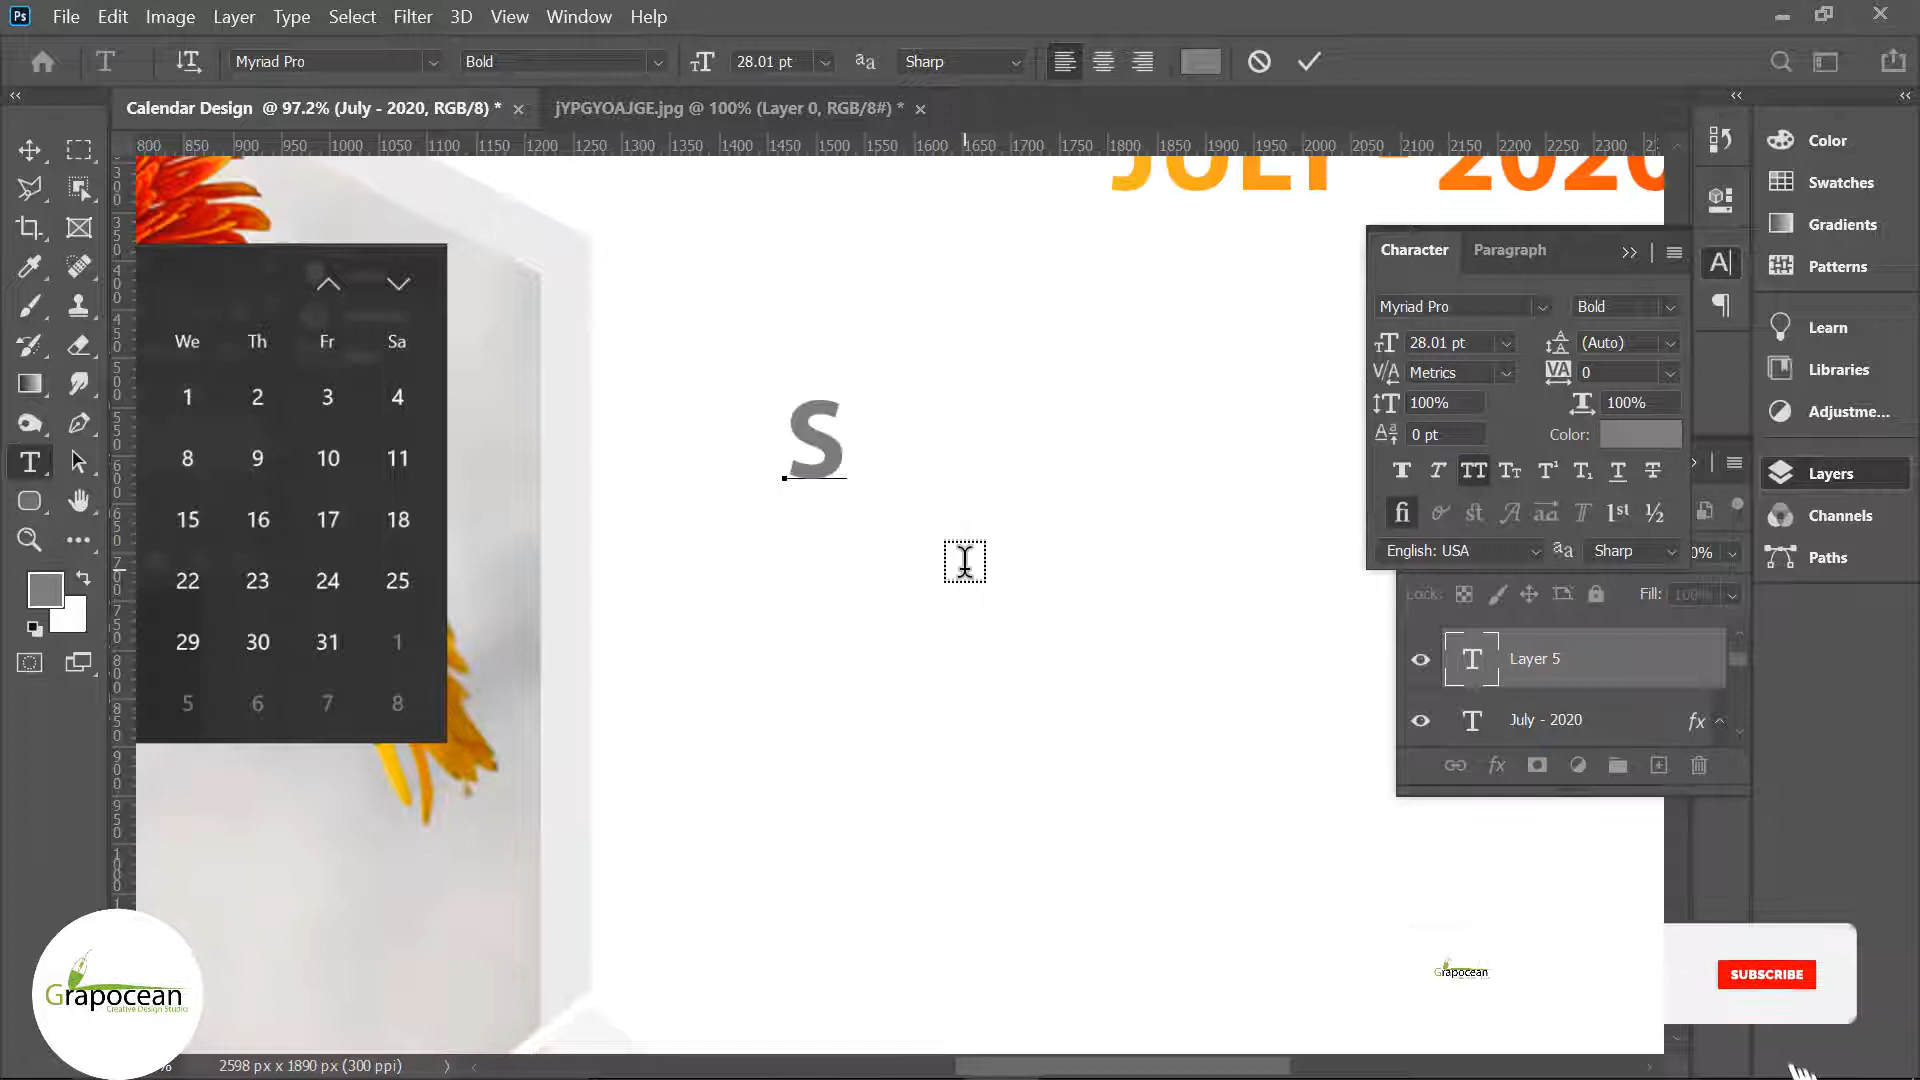 Ps File Edit Image Layer Type Select Filter 3D View Window Help
T Myriad Pro Bold 28.01 pt aa Sharp
Calendar Design @ 97.2% (July - 2020, RGB/8) * × jYPGYOAJGE.jpg @ 100% (Layer 0, RGB/8#) * ×
800 850 900 950 1000 1050 1100 1150 1200 1250 1300 1350 1400 1450 1500 1550 1600 1650 1700 1750 1800 1850 1900 1950 2000 2050 2100 2150 2200 2250 2300
JULY - 2020
We Th Fr Sa
1 2 3 4
8 9 10 11
15 16 17 18
22 23 24 25
29 30 31 1
5 6 7 8
S
Character Paragraph
Myriad Pro Bold
28.01 pt (Auto)
Metrics 0
100% 100%
0 pt Color:
English: USA aa Sharp
0%
Lock: Fill: 100%
Layer 5
July - 2020 fx
Color
Swatches
Gradients
Patterns
Learn
Libraries
Adjustme...
Layers
Channels
Paths
Grapocean
Creative Design Studio
Grapocean
SUBSCRIBE
2598 px x 1890 px (300 ppi)